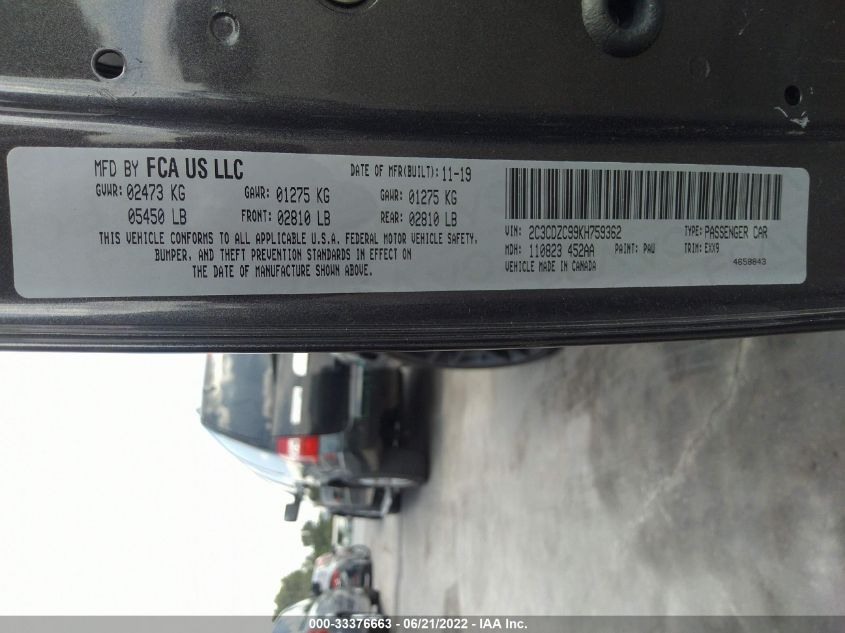 MFD BY FCA US LLC DATE OF MFR(BUILT): 11-19
GVWR: 02473 KG GAWR: 01275 KG GAWR: 01275 KG
05450 LB FRONT: 02810 LB REAR: 02810 LB
THIS VEHICLE CONFORMS TO ALL APPLICABLE U.S.A. FEDERAL MOTOR VEHICLE SAFETY,
BUMPER, AND THEFT PREVENTION STANDARDS IN EFFECT ON
THE DATE OF MANUFACTURE SHOWN ABOVE.
VIN: 2C3CDZC99KH759362 TYPE: PASSENGER CAR
MDH: 110823 452AA PAINT: PAU TRIM: EXX9
VEHICLE MADE IN CANADA 4658843
000-33376663 - 06/21/2022 - IAA Inc.